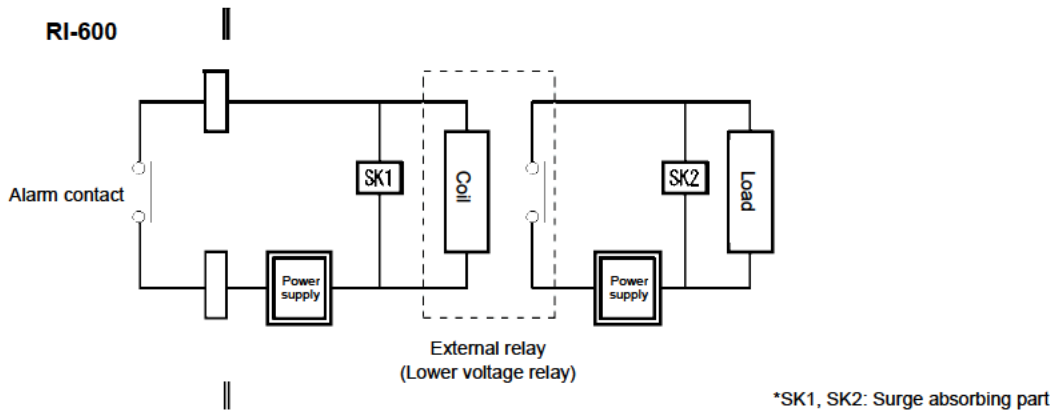 RI-600
Alarm contact
SK1
Coil
SK2
Load
Power
supply
Power
supply
External relay
(Lower voltage relay)
*SK1, SK2: Surge absorbing part